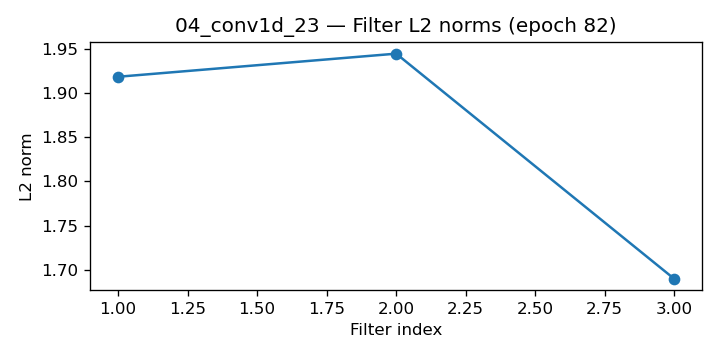 04_conv1d_23 — Filter L2 norms (epoch 82)
L2 norm
1.95
1.90
1.85
1.80
1.75
1.70
1.00 1.25 1.50 1.75 2.00 2.25 2.50 2.75 3.00
Filter index